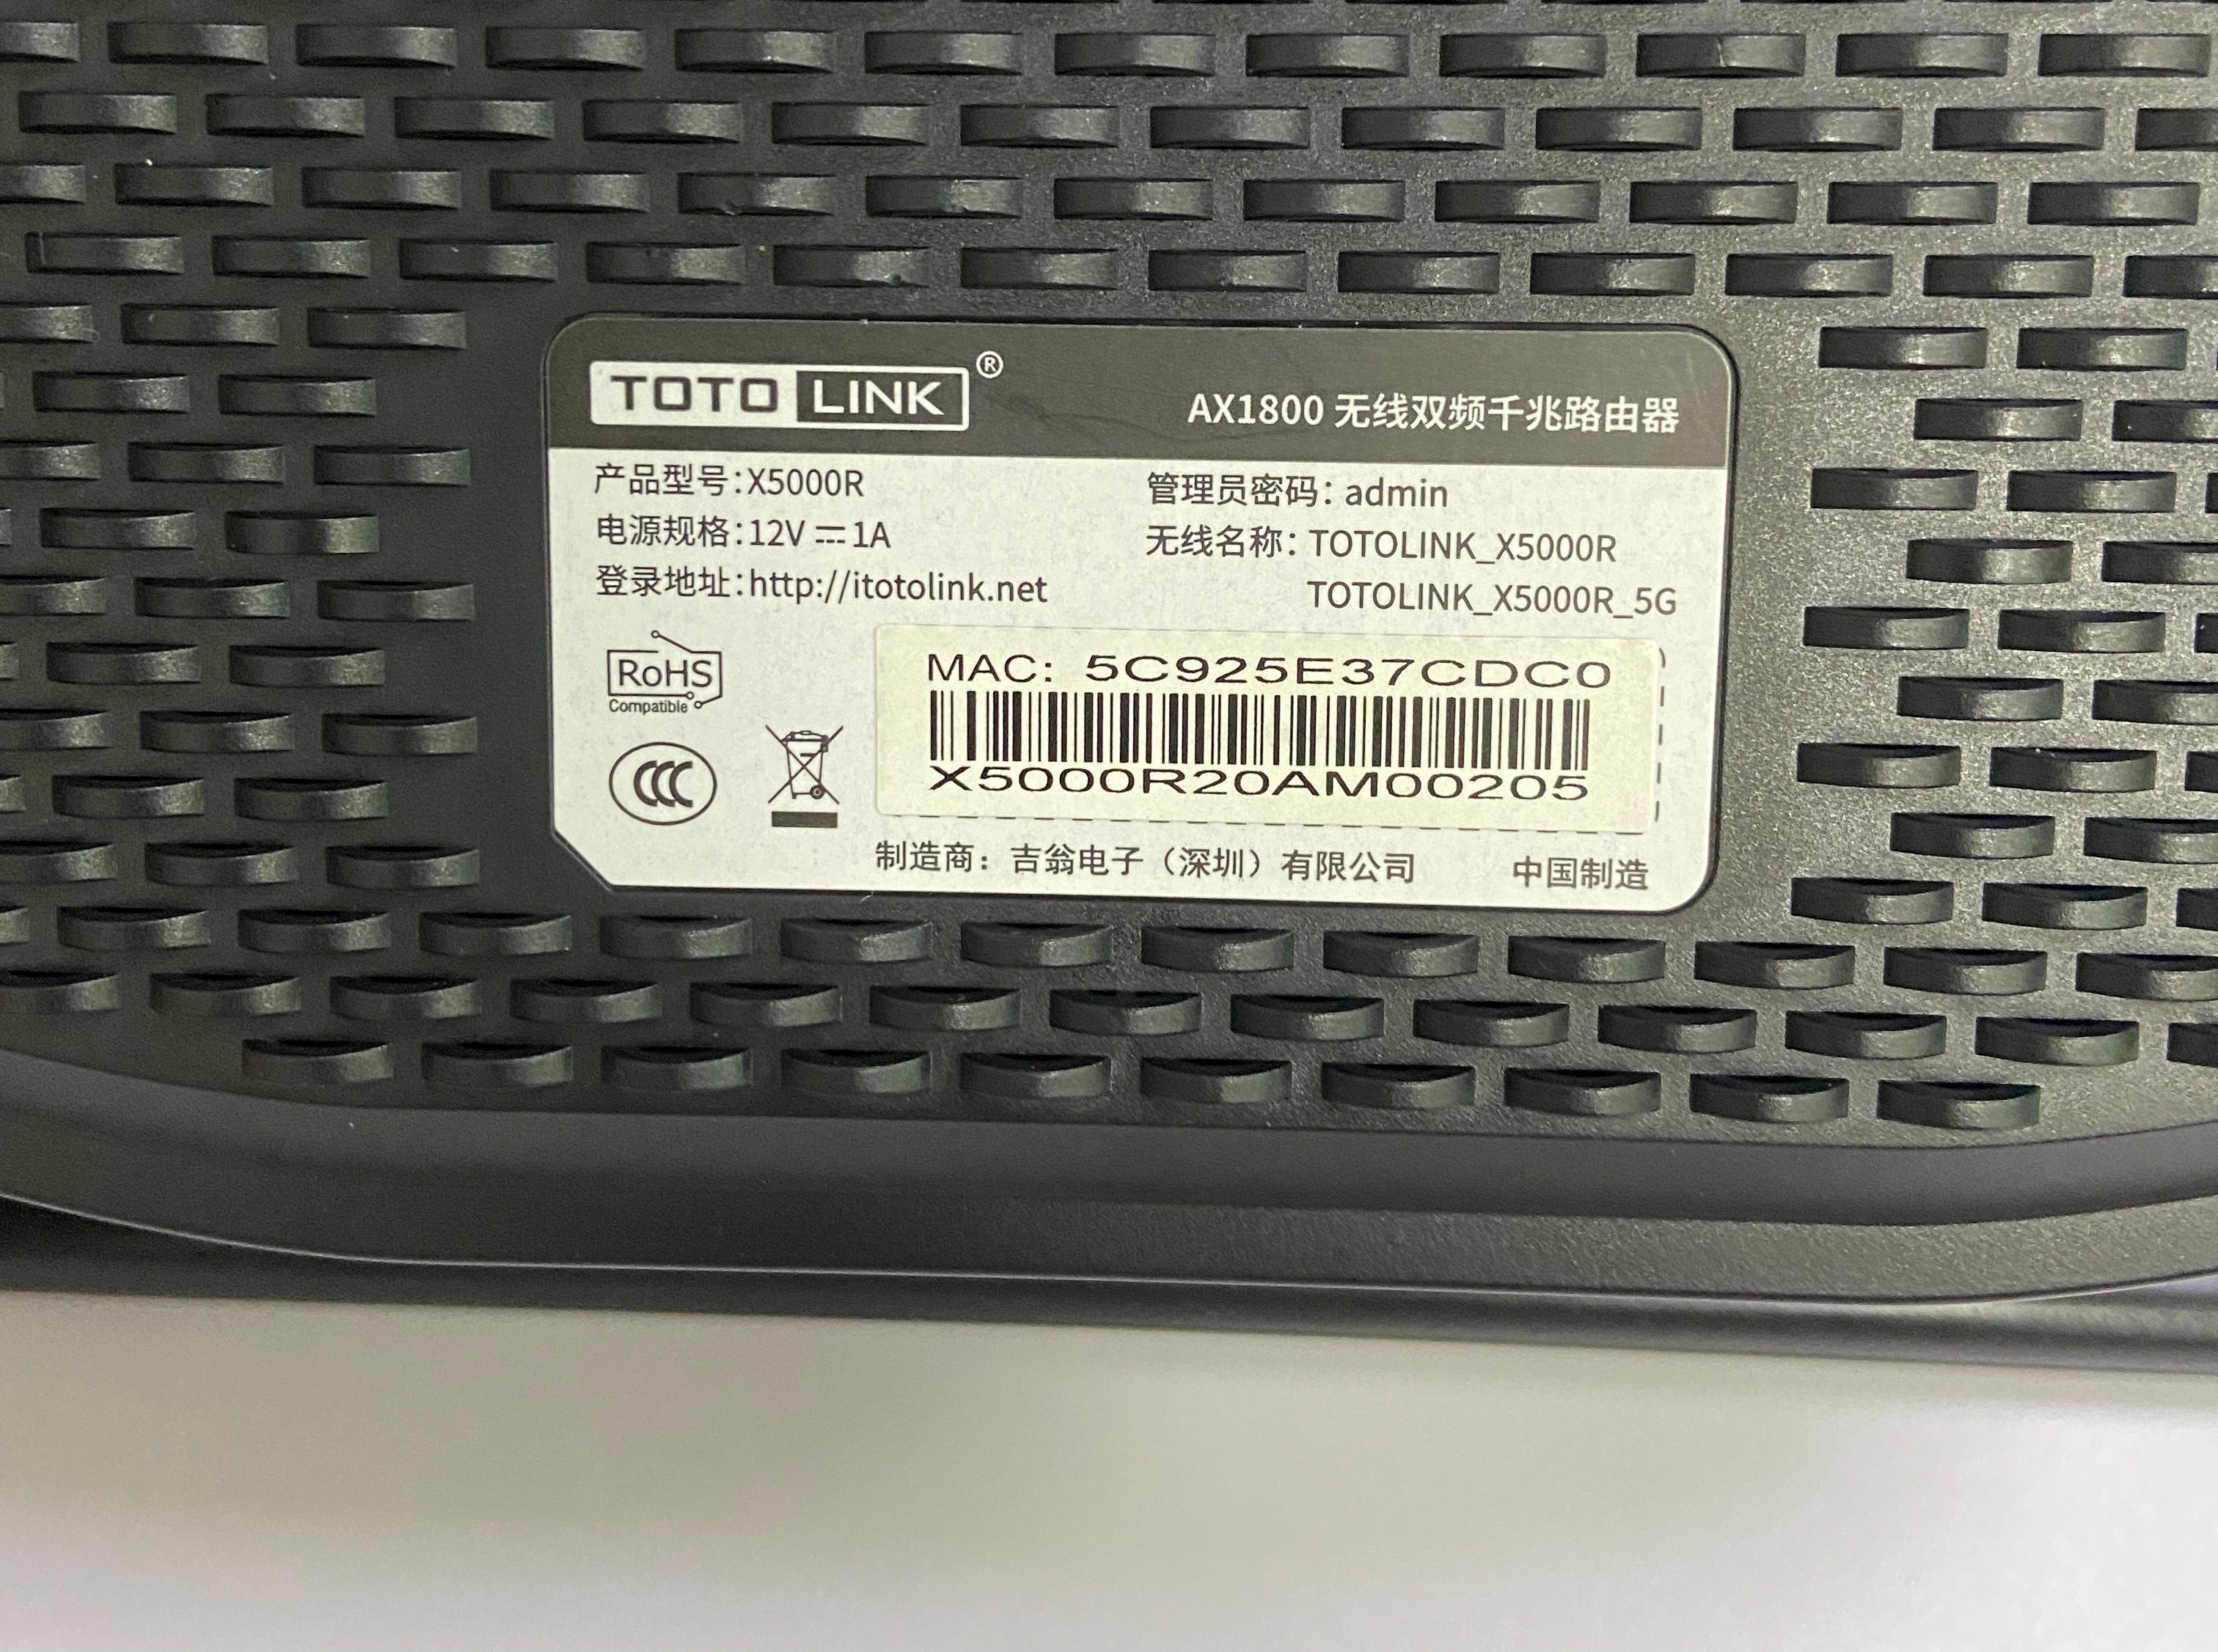 TOTO LINK ®
AX1800 无线双频千兆路由器
产品型号:X5000R
电源规格:12V ⎓ 1A
登录地址:http://itotolink.net
管理员密码: admin
无线名称: TOTOLINK_X5000R
TOTOLINK_X5000R_5G
RoHS
Compatible
CCC
MAC: 5C925E37CDC0
X5000R20AM00205
制造商: 吉翁电子（深圳）有限公司
中国制造